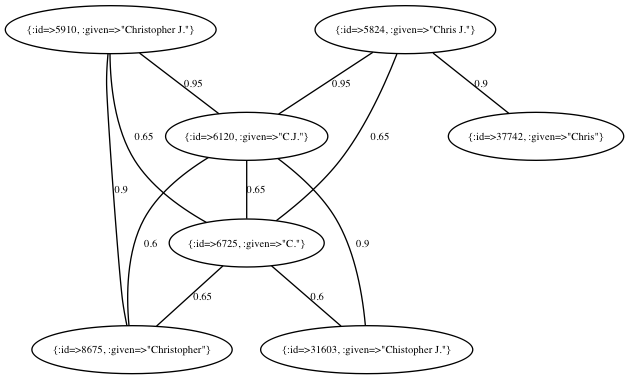 {:id=>5910, :given=>"Christopher J."}
{:id=>5824, :given=>"Chris J."}
0.95
0.95
0.9
{:id=>6120, :given=>"C.J."}
{:id=>37742, :given=>"Chris"}
0.65
0.65
0.9
0.65
0.6
0.9
{:id=>6725, :given=>"C."}
0.65
0.6
{:id=>8675, :given=>"Christopher"}
{:id=>31603, :given=>"Chistopher J."}